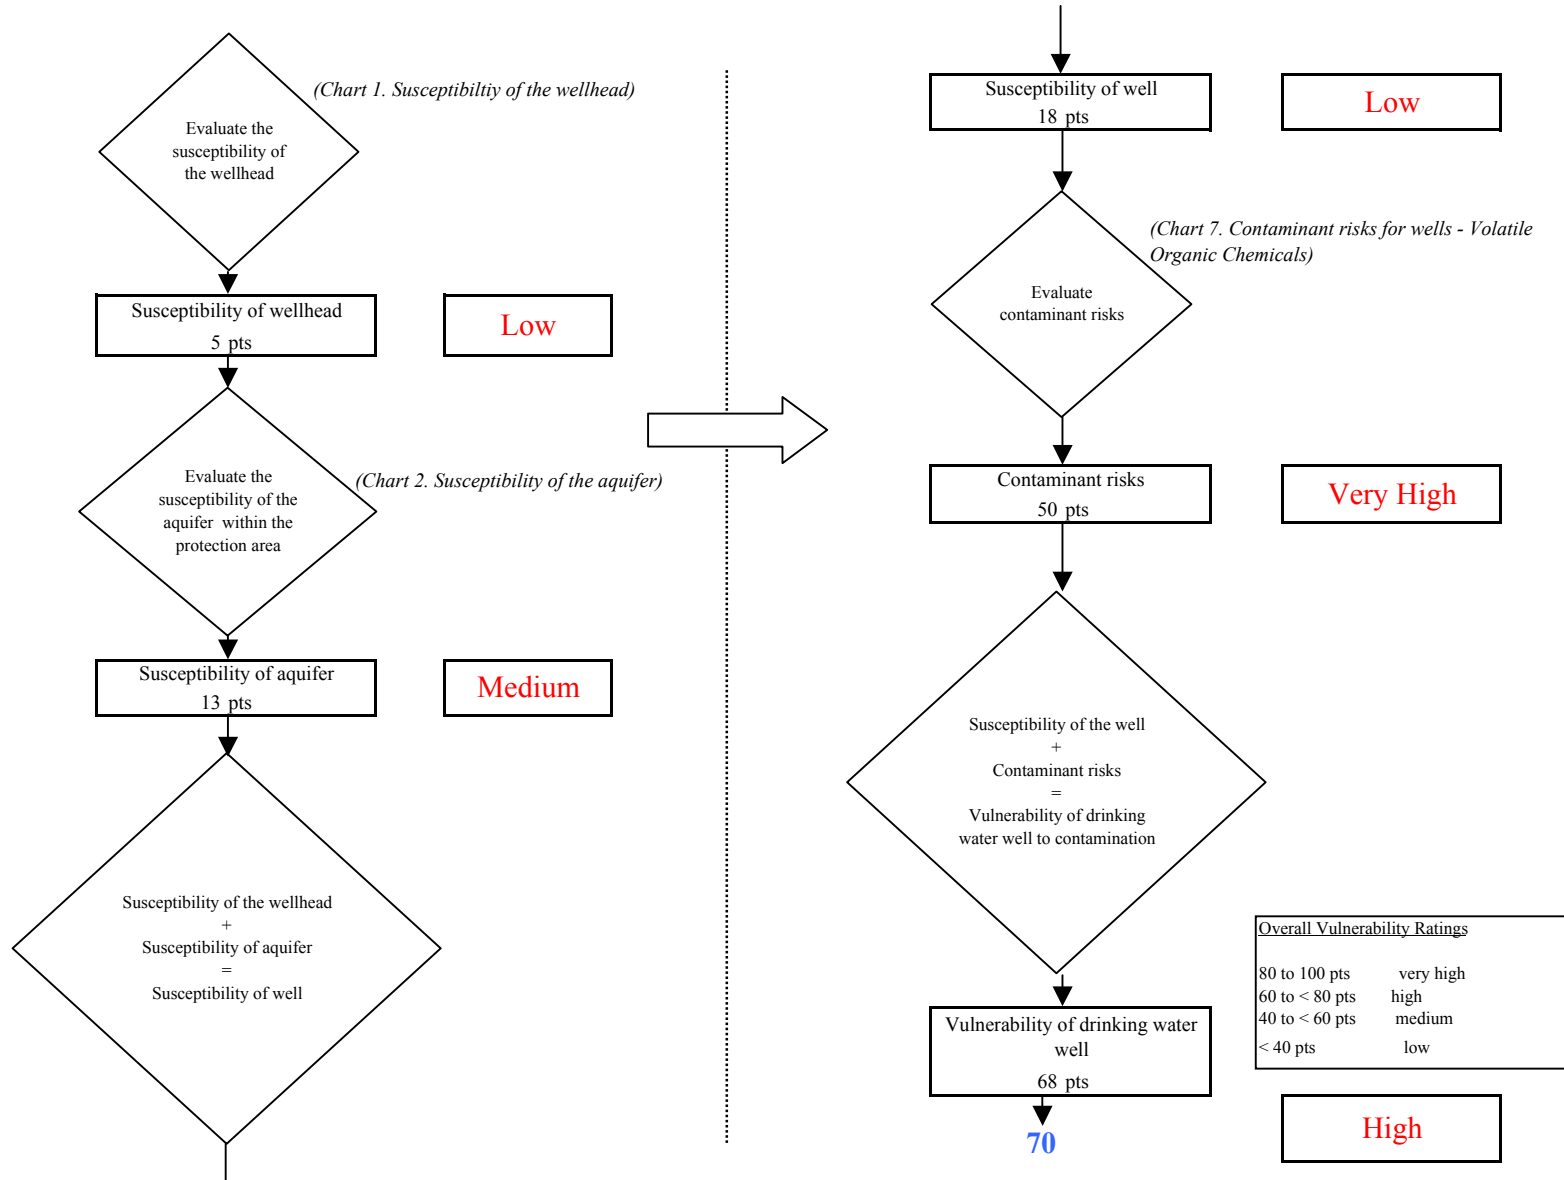 (Chart 1. Susceptibiltiy of the wellhead)
Evaluate the
susceptibility of
the wellhead
Susceptibility of wellhead
5 pts
Low
(Chart 2. Susceptibility of the aquifer)
Evaluate the
susceptibility of the
aquifer within the
protection area
Susceptibility of aquifer
13 pts
Medium
Susceptibility of the wellhead
+
Susceptibility of aquifer
=
Susceptibility of well
Susceptibility of well
18 pts
Low
(Chart 7. Contaminant risks for wells - Volatile
Organic Chemicals)
Evaluate
contaminant risks
Contaminant risks
50 pts
Very High
Susceptibility of the well
+
Contaminant risks
=
Vulnerability of drinking
water well to contamination
Overall Vulnerability Ratings
80 to 100 pts very high
60 to < 80 pts high
40 to < 60 pts medium
< 40 pts low
Vulnerability of drinking water
well
68 pts
70
High